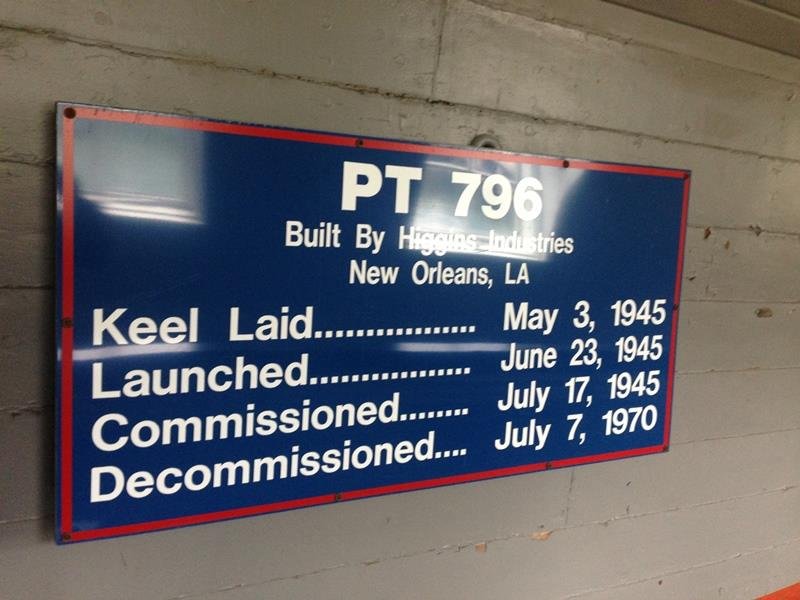 PT 796
Built By Higgins Industries
New Orleans, LA
Keel Laid................. May 3, 1945
Launched................. June 23, 1945
Commissioned........ July 17, 1945
Decommissioned.... July 7, 1970